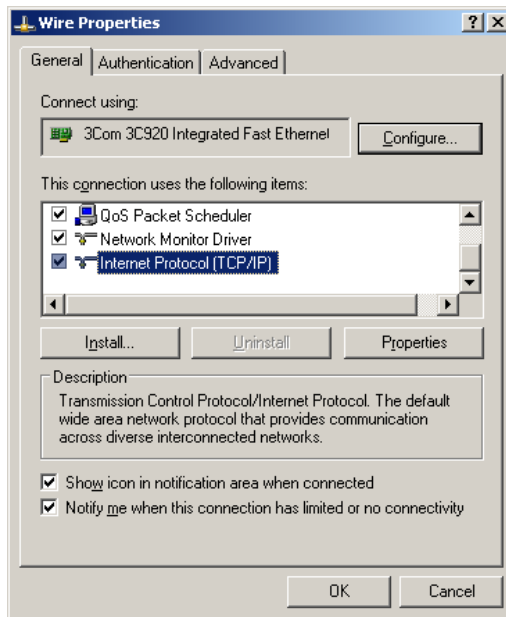 Wire Properties
General Authentication Advanced
Connect using:
3Com 3C920 Integrated Fast Ethernet Configure...
This connection uses the following items:
QoS Packet Scheduler
Network Monitor Driver
Internet Protocol (TCP/IP)
Install... Uninstall Properties
Description
Transmission Control Protocol/Internet Protocol. The default
wide area network protocol that provides communication
across diverse interconnected networks.
Show icon in notification area when connected
Notify me when this connection has limited or no connectivity
OK Cancel